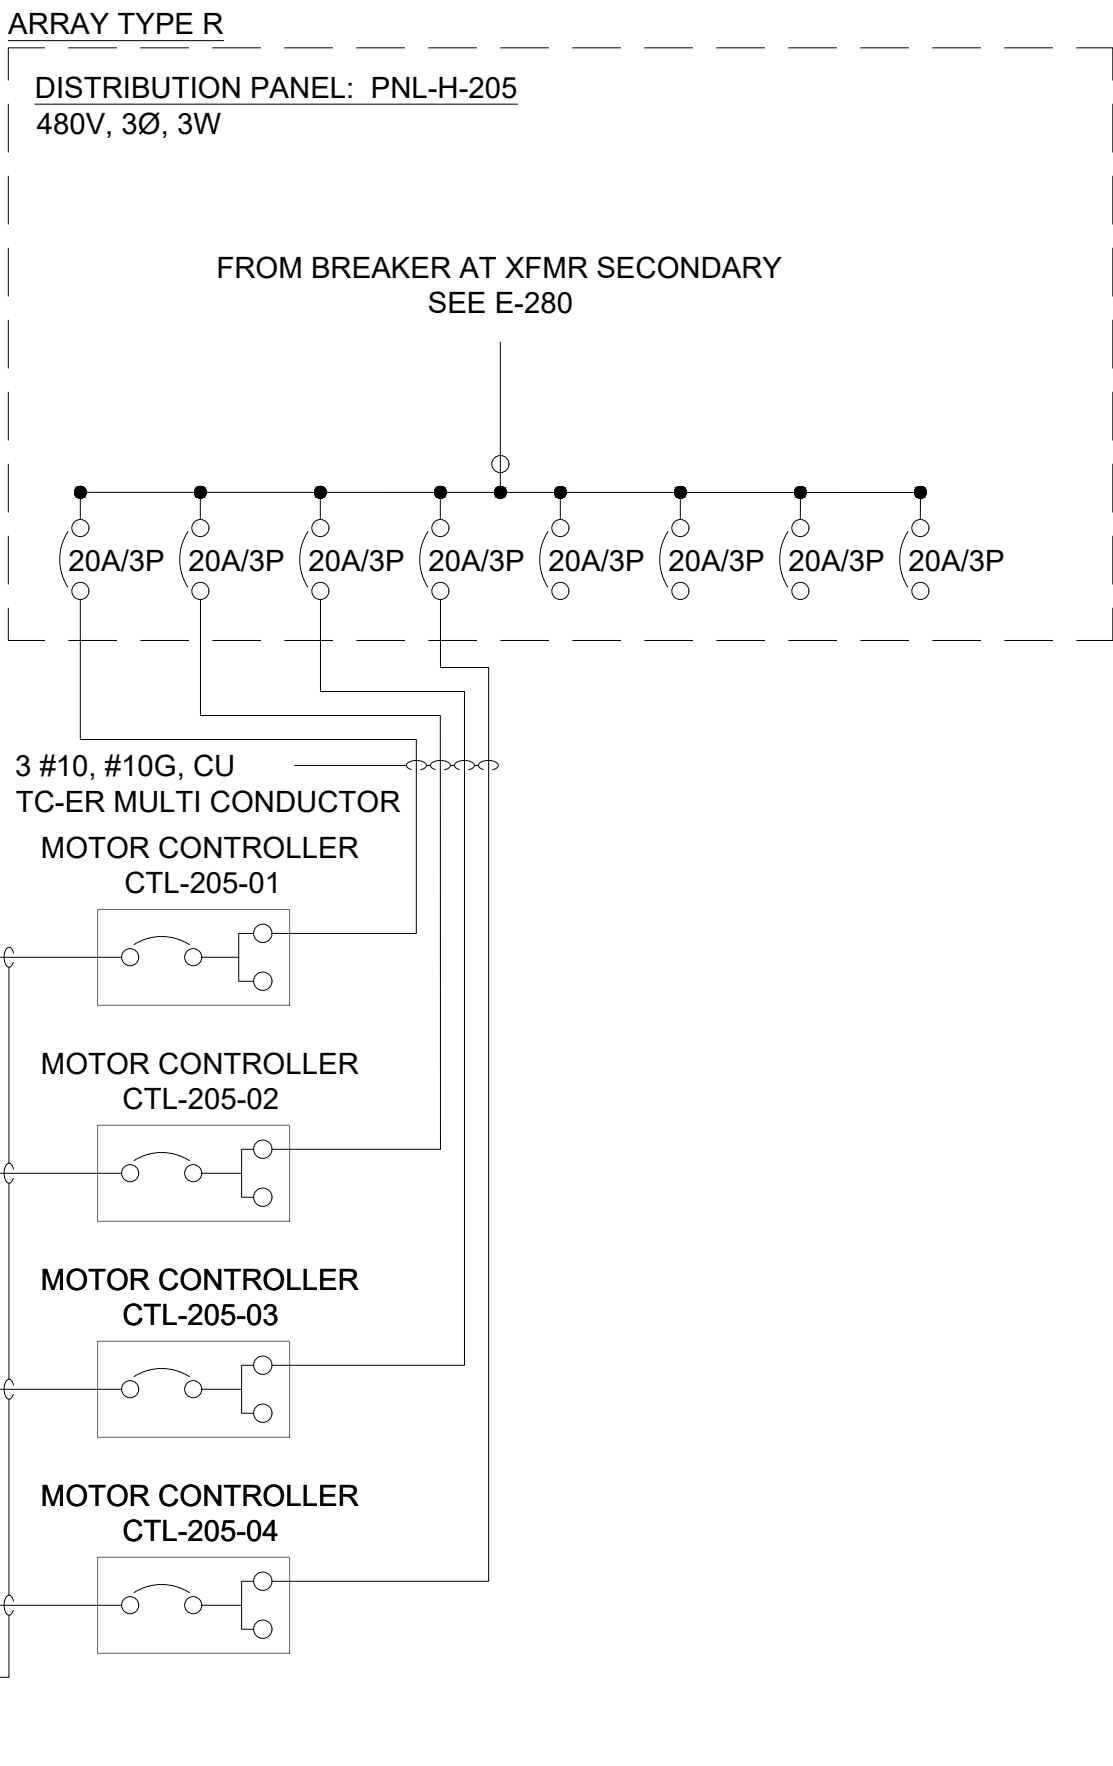 ARRAY TYPE R
DISTRIBUTION PANEL: PNL-H-205
480V, 3Ø, 3W
FROM BREAKER AT XFMR SECONDARY
SEE E-280
20A/3P 20A/3P 20A/3P 20A/3P 20A/3P 20A/3P 20A/3P 20A/3P
3 #10, #10G, CU
TC-ER MULTI CONDUCTOR
MOTOR CONTROLLER
CTL-205-01
MOTOR CONTROLLER
CTL-205-02
MOTOR CONTROLLER
CTL-205-03
MOTOR CONTROLLER
CTL-205-04